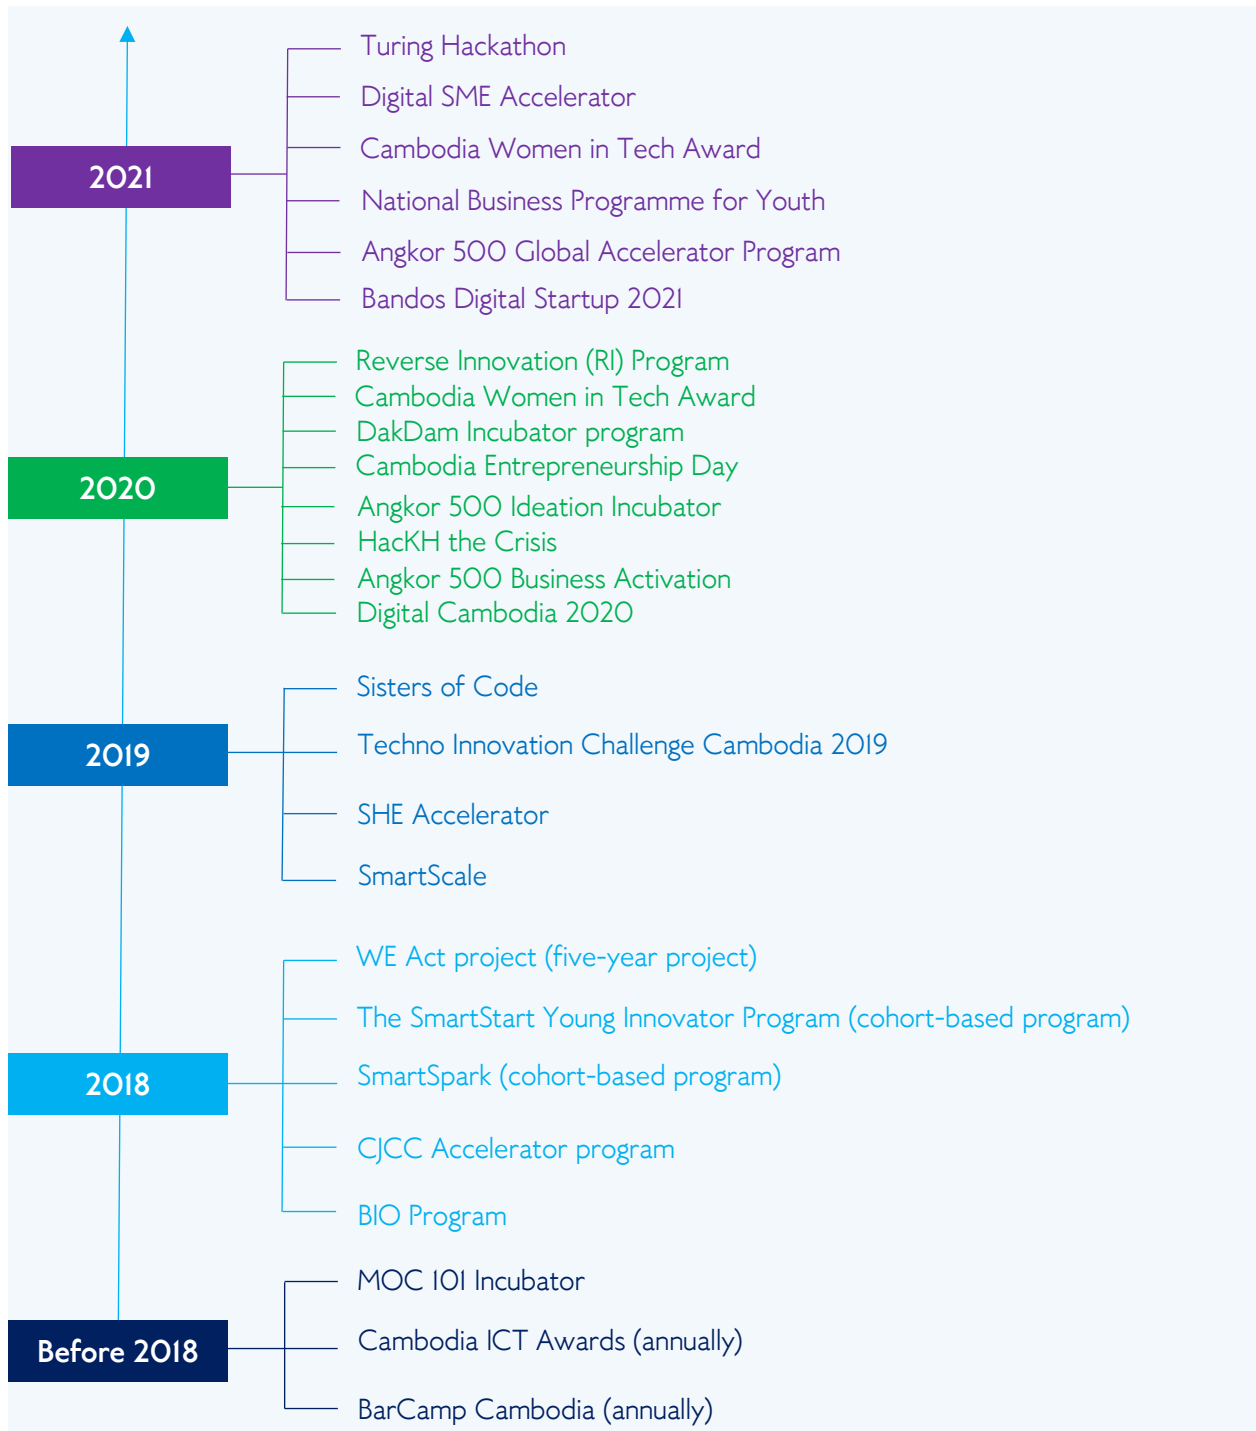 2021
Turing Hackathon
Digital SME Accelerator
Cambodia Women in Tech Award
National Business Programme for Youth
Angkor 500 Global Accelerator Program
Bandos Digital Startup 2021
2020
Reverse Innovation (RI) Program
Cambodia Women in Tech Award
DakDam Incubator program
Cambodia Entrepreneurship Day
Angkor 500 Ideation Incubator
HacKH the Crisis
Angkor 500 Business Activation
Digital Cambodia 2020
2019
Sisters of Code
Techno Innovation Challenge Cambodia 2019
SHE Accelerator
SmartScale
2018
WE Act project (five-year project)
The SmartStart Young Innovator Program (cohort-based program)
SmartSpark (cohort-based program)
CJCC Accelerator program
BIO Program
Before 2018
MOC 101 Incubator
Cambodia ICT Awards (annually)
BarCamp Cambodia (annually)